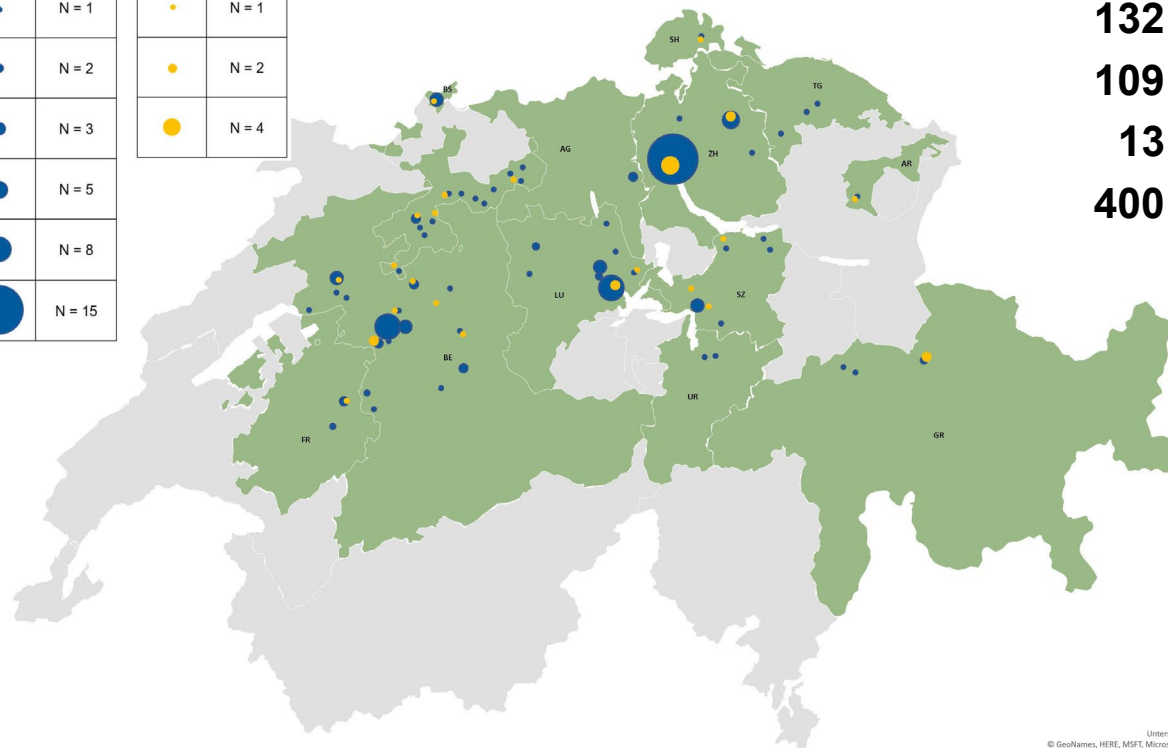 N = 1
N = 2
N = 3
N = 5
N = 8
N = 15
N = 1
N = 2
N = 4
132
109
13
400
SH
BS
TG
AG
ZH
AR
LU
SZ
BE
UR
FR
GR
© GeoNames, HERE, MSFT,